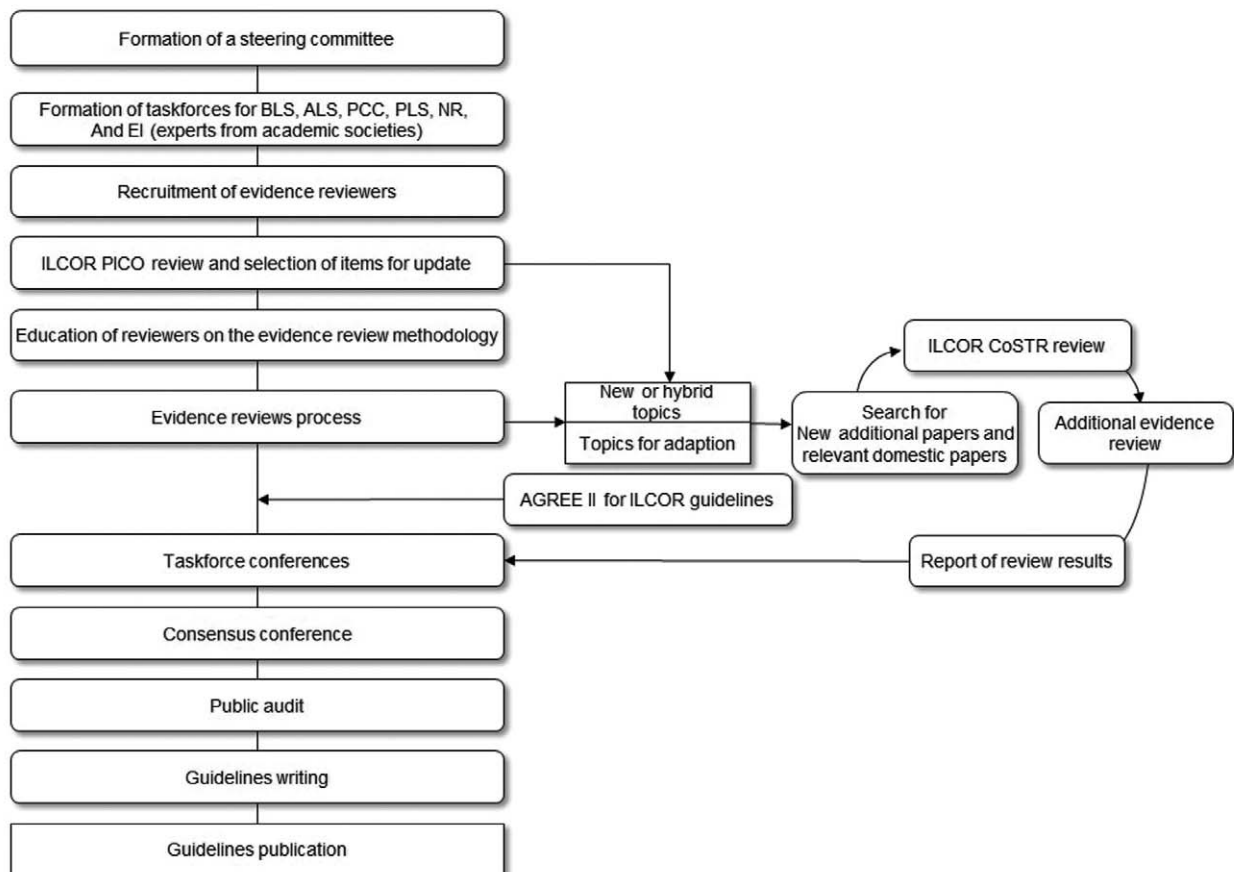 Formation of a steering committee
Formation of taskforces for BLS, ALS, PCC, PLS, NR,
And EI (experts from academic societies)
Recruitment of evidence reviewers
ILCOR PICO review and selection of items for update
Education of reviewers on the evidence review methodology
Evidence reviews process
New or hybrid
topics
Topics for adaption
Search for
New additional papers and
relevant domestic papers
ILCOR CoSTR review
Additional evidence
review
Report of review results
AGREE II for ILCOR guidelines
Taskforce conferences
Consensus conference
Public audit
Guidelines writing
Guidelines publication